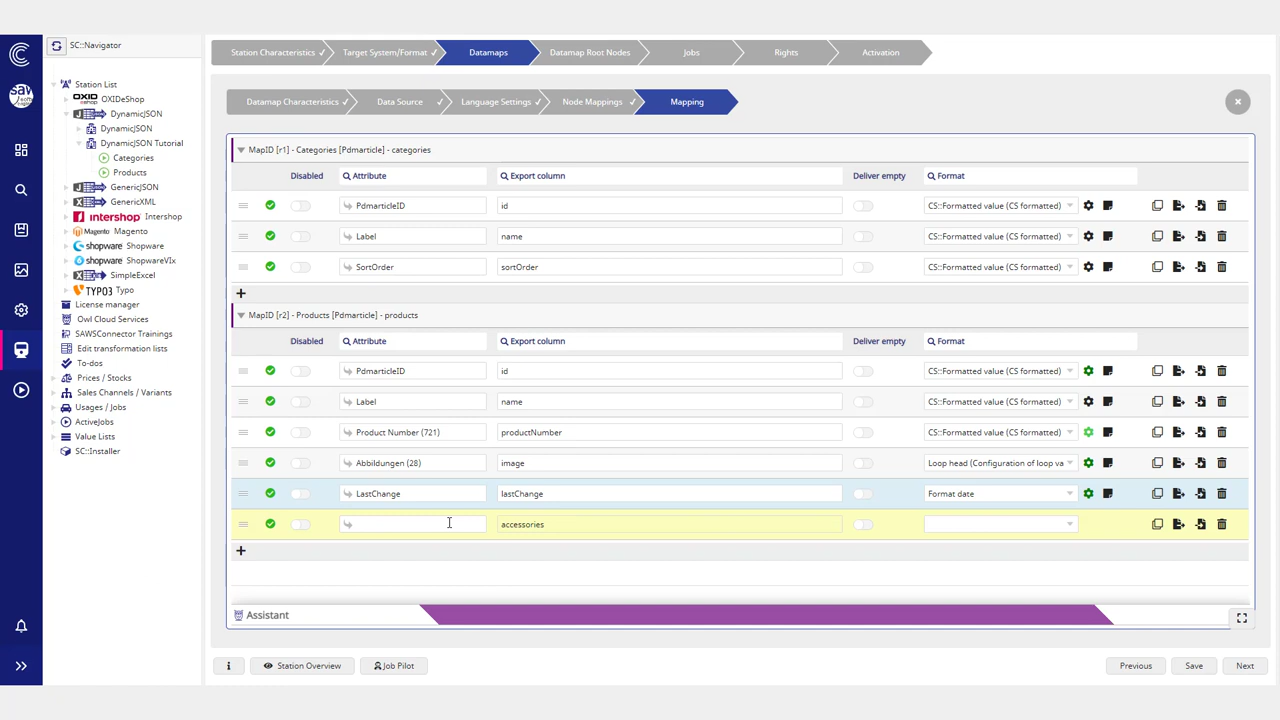 SC::Navigator
Station List
OXID eshop OXIDeShop
DynamicJSON
DynamicJSON
DynamicJSON Tutorial
Categories
Products
GenericJSON
GenericXML
intershop Intershop
Magento Magento
shopware Shopware
shopware ShopwareVIx
SimpleExcel
TYPO3 Typo
License manager
Owl Cloud Services
SAWSConnector Trainings
Edit transformation lists
To-dos
Prices / Stocks
Sales Channels / Variants
Usages / Jobs
ActiveJobs
Value Lists
SC::Installer
Station Characteristics Target System/Format Datamaps Datamap Root Nodes Jobs Rights Activation
Datamap Characteristics Data Source Language Settings Node Mappings Mapping
MapID [r1] - Categories [Pdmarticle] - categories
Disabled Attribute Export column Deliver empty Format
PdmarticleID id CS::Formatted value (CS formatted)
Label name CS::Formatted value (CS formatted)
SortOrder sortOrder CS::Formatted value (CS formatted)
MapID [r2] - Products [Pdmarticle] - products
Disabled Attribute Export column Deliver empty Format
PdmarticleID id CS::Formatted value (CS formatted)
Label name CS::Formatted value (CS formatted)
Product Number (721) productNumber CS::Formatted value (CS formatted)
Abbildungen (28) image Loop head (Configuration of loop va
LastChange lastChange Format date
accessories
Assistant
Station Overview Job Pilot Previous Save Next